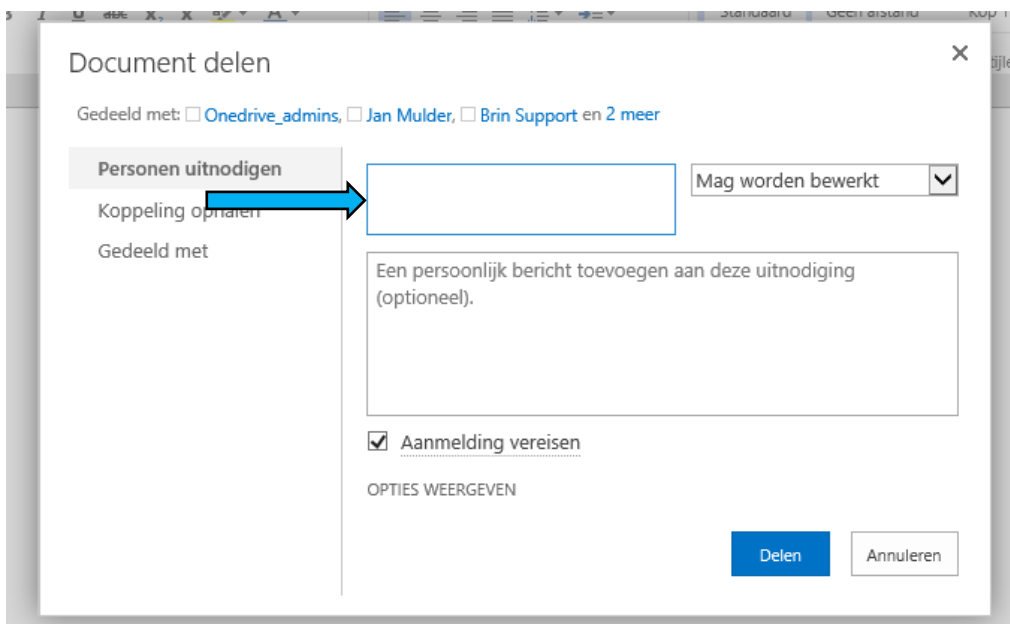 Standaard Geen afstand Kop 1
Document delen
Gedeeld met: Onedrive_admins, Jan Mulder, Brin Support en 2 meer
Personen uitnodigen
Mag worden bewerkt
Koppeling ophalen
Gedeeld met
Een persoonlijk bericht toevoegen aan deze uitnodiging
(optioneel).
Aanmelding vereisen
OPTIES WEERGEVEN
Delen Annuleren